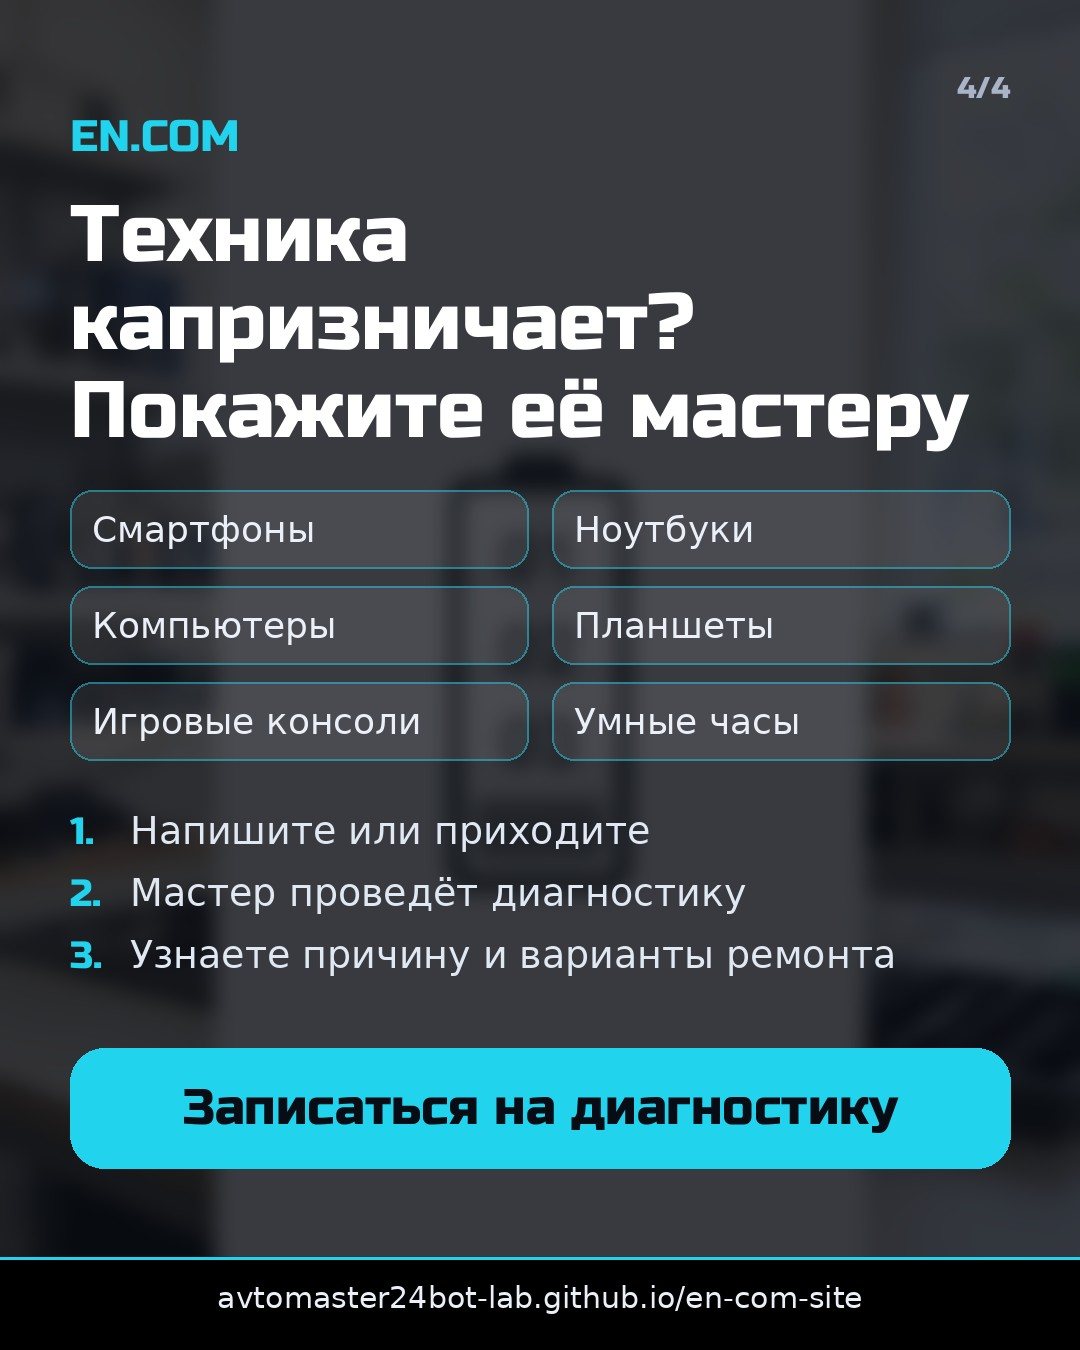 4/4
EN.COM
Техника
капризничает?
Покажите её мастеру
Смартфоны
Ноутбуки
Компьютеры
Планшеты
Игровые консоли
Умные часы
1. Напишите или приходите
2. Мастер проведёт диагностику
3. Узнаете причину и варианты ремонта
Записаться на диагностику
avtomaster24bot-lab.github.io/en-com-site